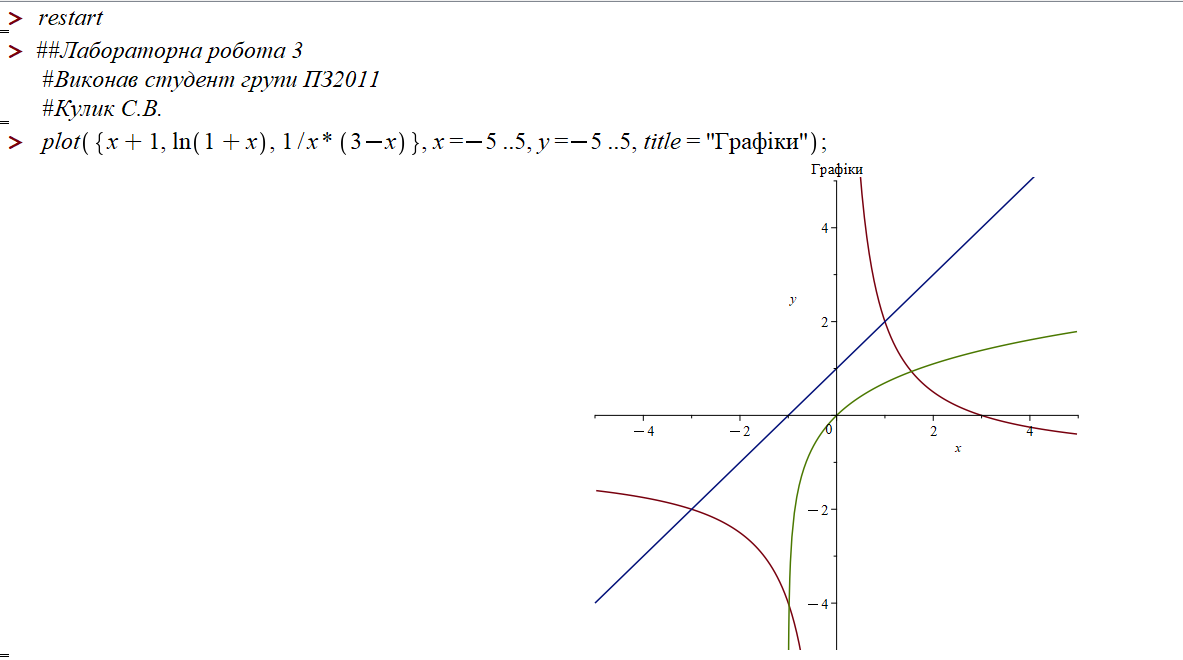 > restart
> ##Лабораторна робота 3
#Виконав студент групи ПЗ2011
#Кулик С.В.
> plot( {x + 1, ln(1 + x), 1/x* (3−x)}, x =−5 ..5, y =−5 ..5, title = "Графіки");
Графіки
4
y
2
−4 −2 0 2 4
x
−2
−4